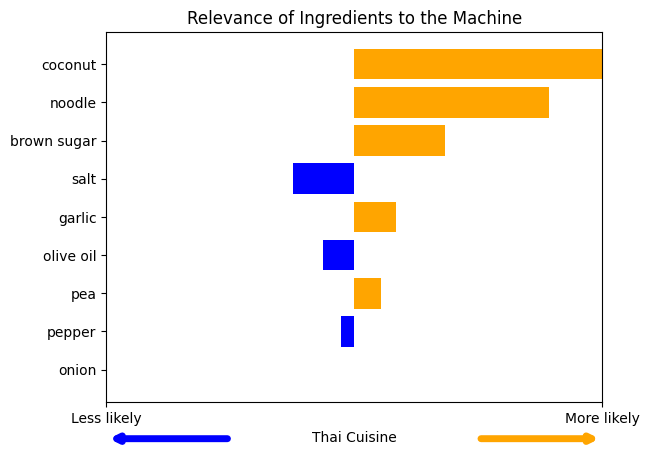 Relevance of Ingredients to the Machine
coconut
noodle
brown sugar
salt
garlic
olive oil
pea
pepper
onion
Less likely
More likely
Thai Cuisine